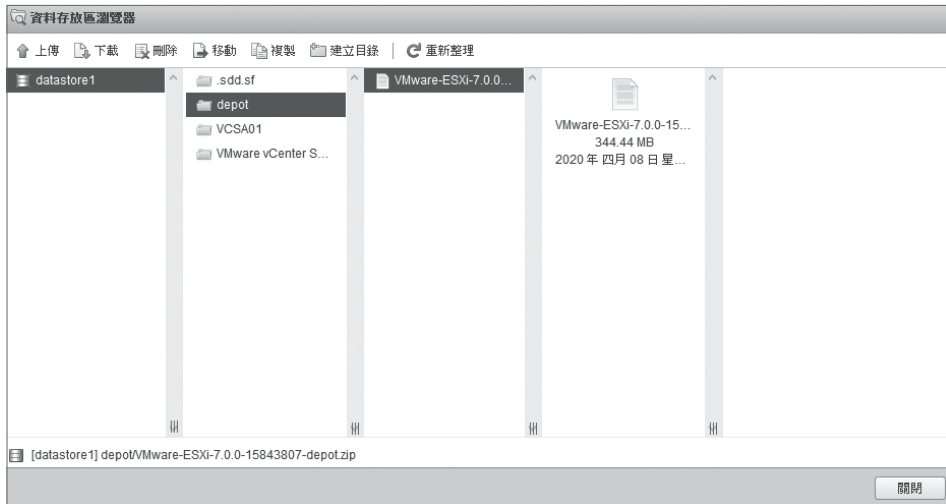 資料存放區瀏覽器
上傳 下載 刪除 移動 複製 建立目錄 | 重新整理
datastore1
.sdd.sf
depot
VCSA01
VMware vCenter S...
VMware-ESXi-7.0.0...
VMware-ESXi-7.0.0-15...
344.44 MB
2020 年 四月 08 日 星...
[datastore1] depot/VMware-ESXi-7.0.0-15843807-depot.zip
關閉